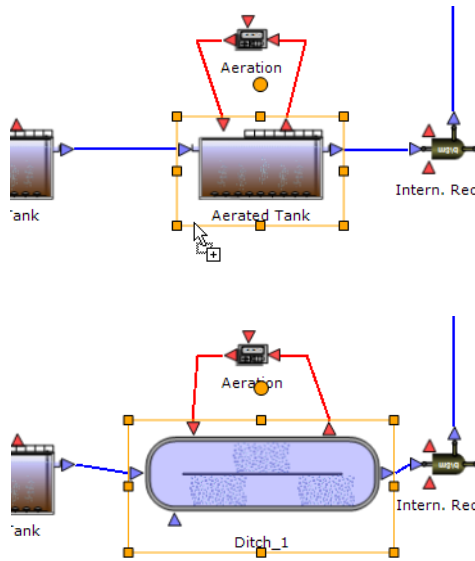 Aeration
Tank
Aerated Tank
Intern. Rec
Aeration
Tank
Ditch_1
Intern. Rec